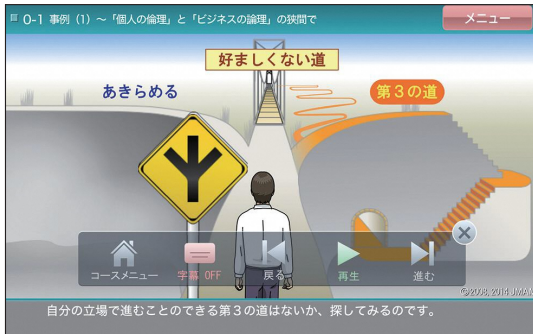 0-1 事例（1）～「個人の倫理」と「ビジネスの論理」の狭間で
メニュー
好ましくない道
あきらめる
第３の道
コースメニュー
字幕 OFF
戻る
再生
進む
©2008, 2014 JMAM
自分の立場で進むことのできる第３の道はないか、探してみるのです。